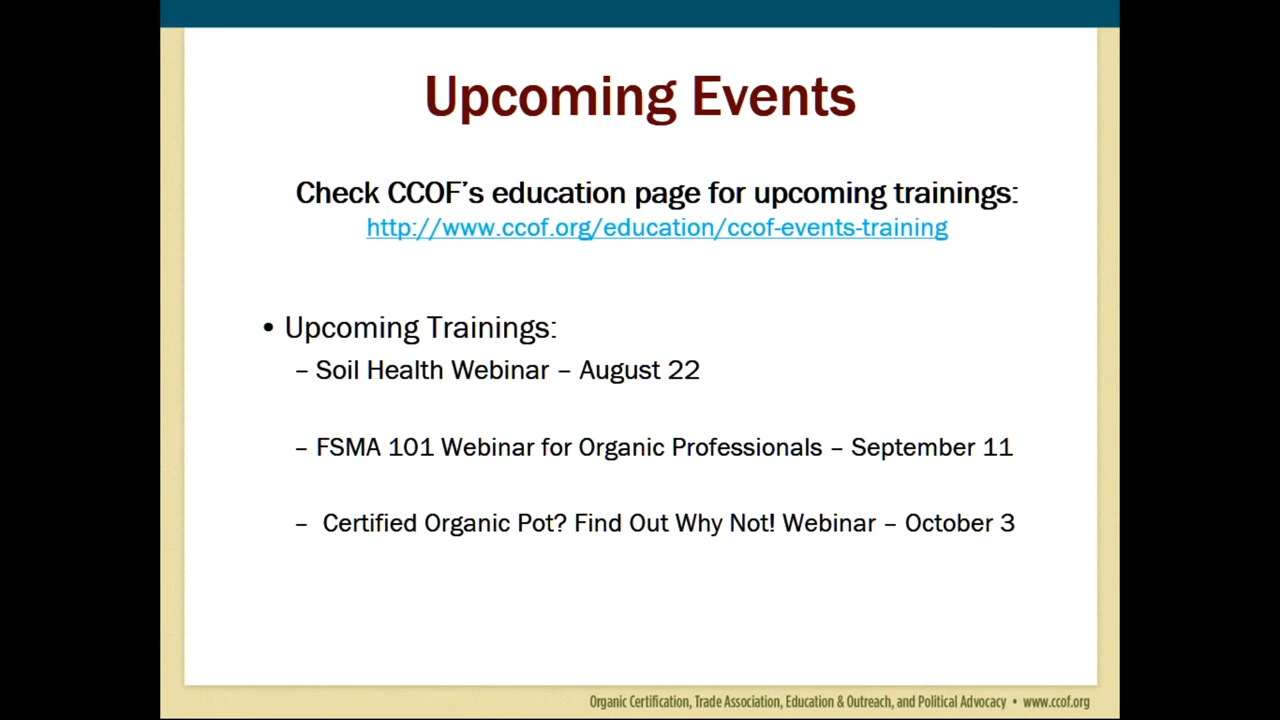 Upcoming Events
Check CCOF's education page for upcoming trainings:
http://www.ccof.org/education/ccof-events-training
• Upcoming Trainings:
– Soil Health Webinar – August 22
– FSMA 101 Webinar for Organic Professionals – September 11
– Certified Organic Pot? Find Out Why Not! Webinar – October 3
Organic Certification, Trade Association, Education & Outreach, and Political Advocacy • www.ccof.org